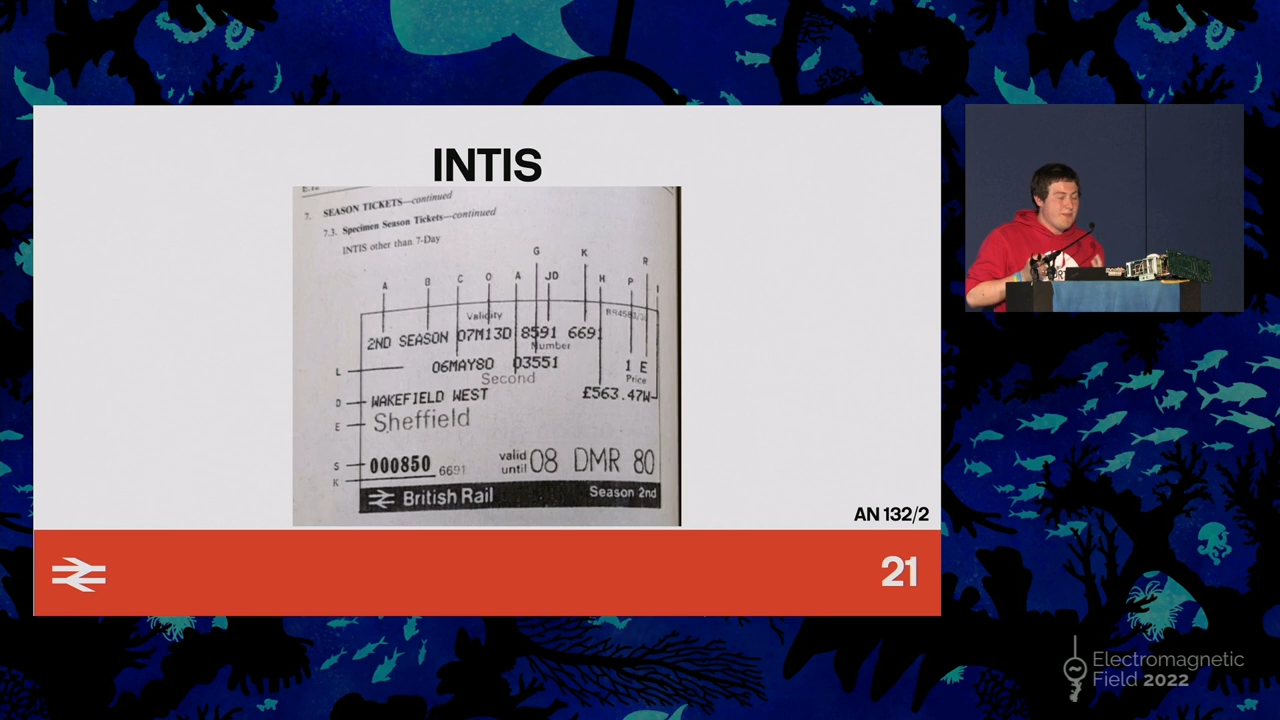 INTIS
E.12
7. SEASON TICKETS—continued
7.3. Specimen Season Tickets—continued
INTIS other than 7-Day
G K R
A B C O A JD H P I
Validity
2ND SEASON 07M13D 8591 6691
Number
L 06MAY80 03551 1 E
Second Price
D WAKEFIELD WEST £563.47W
E Sheffield
S 000850 6691 valid until 08 DMR 80
K
British Rail Season 2nd
AN 132/2
21
Electromagnetic
Field 2022